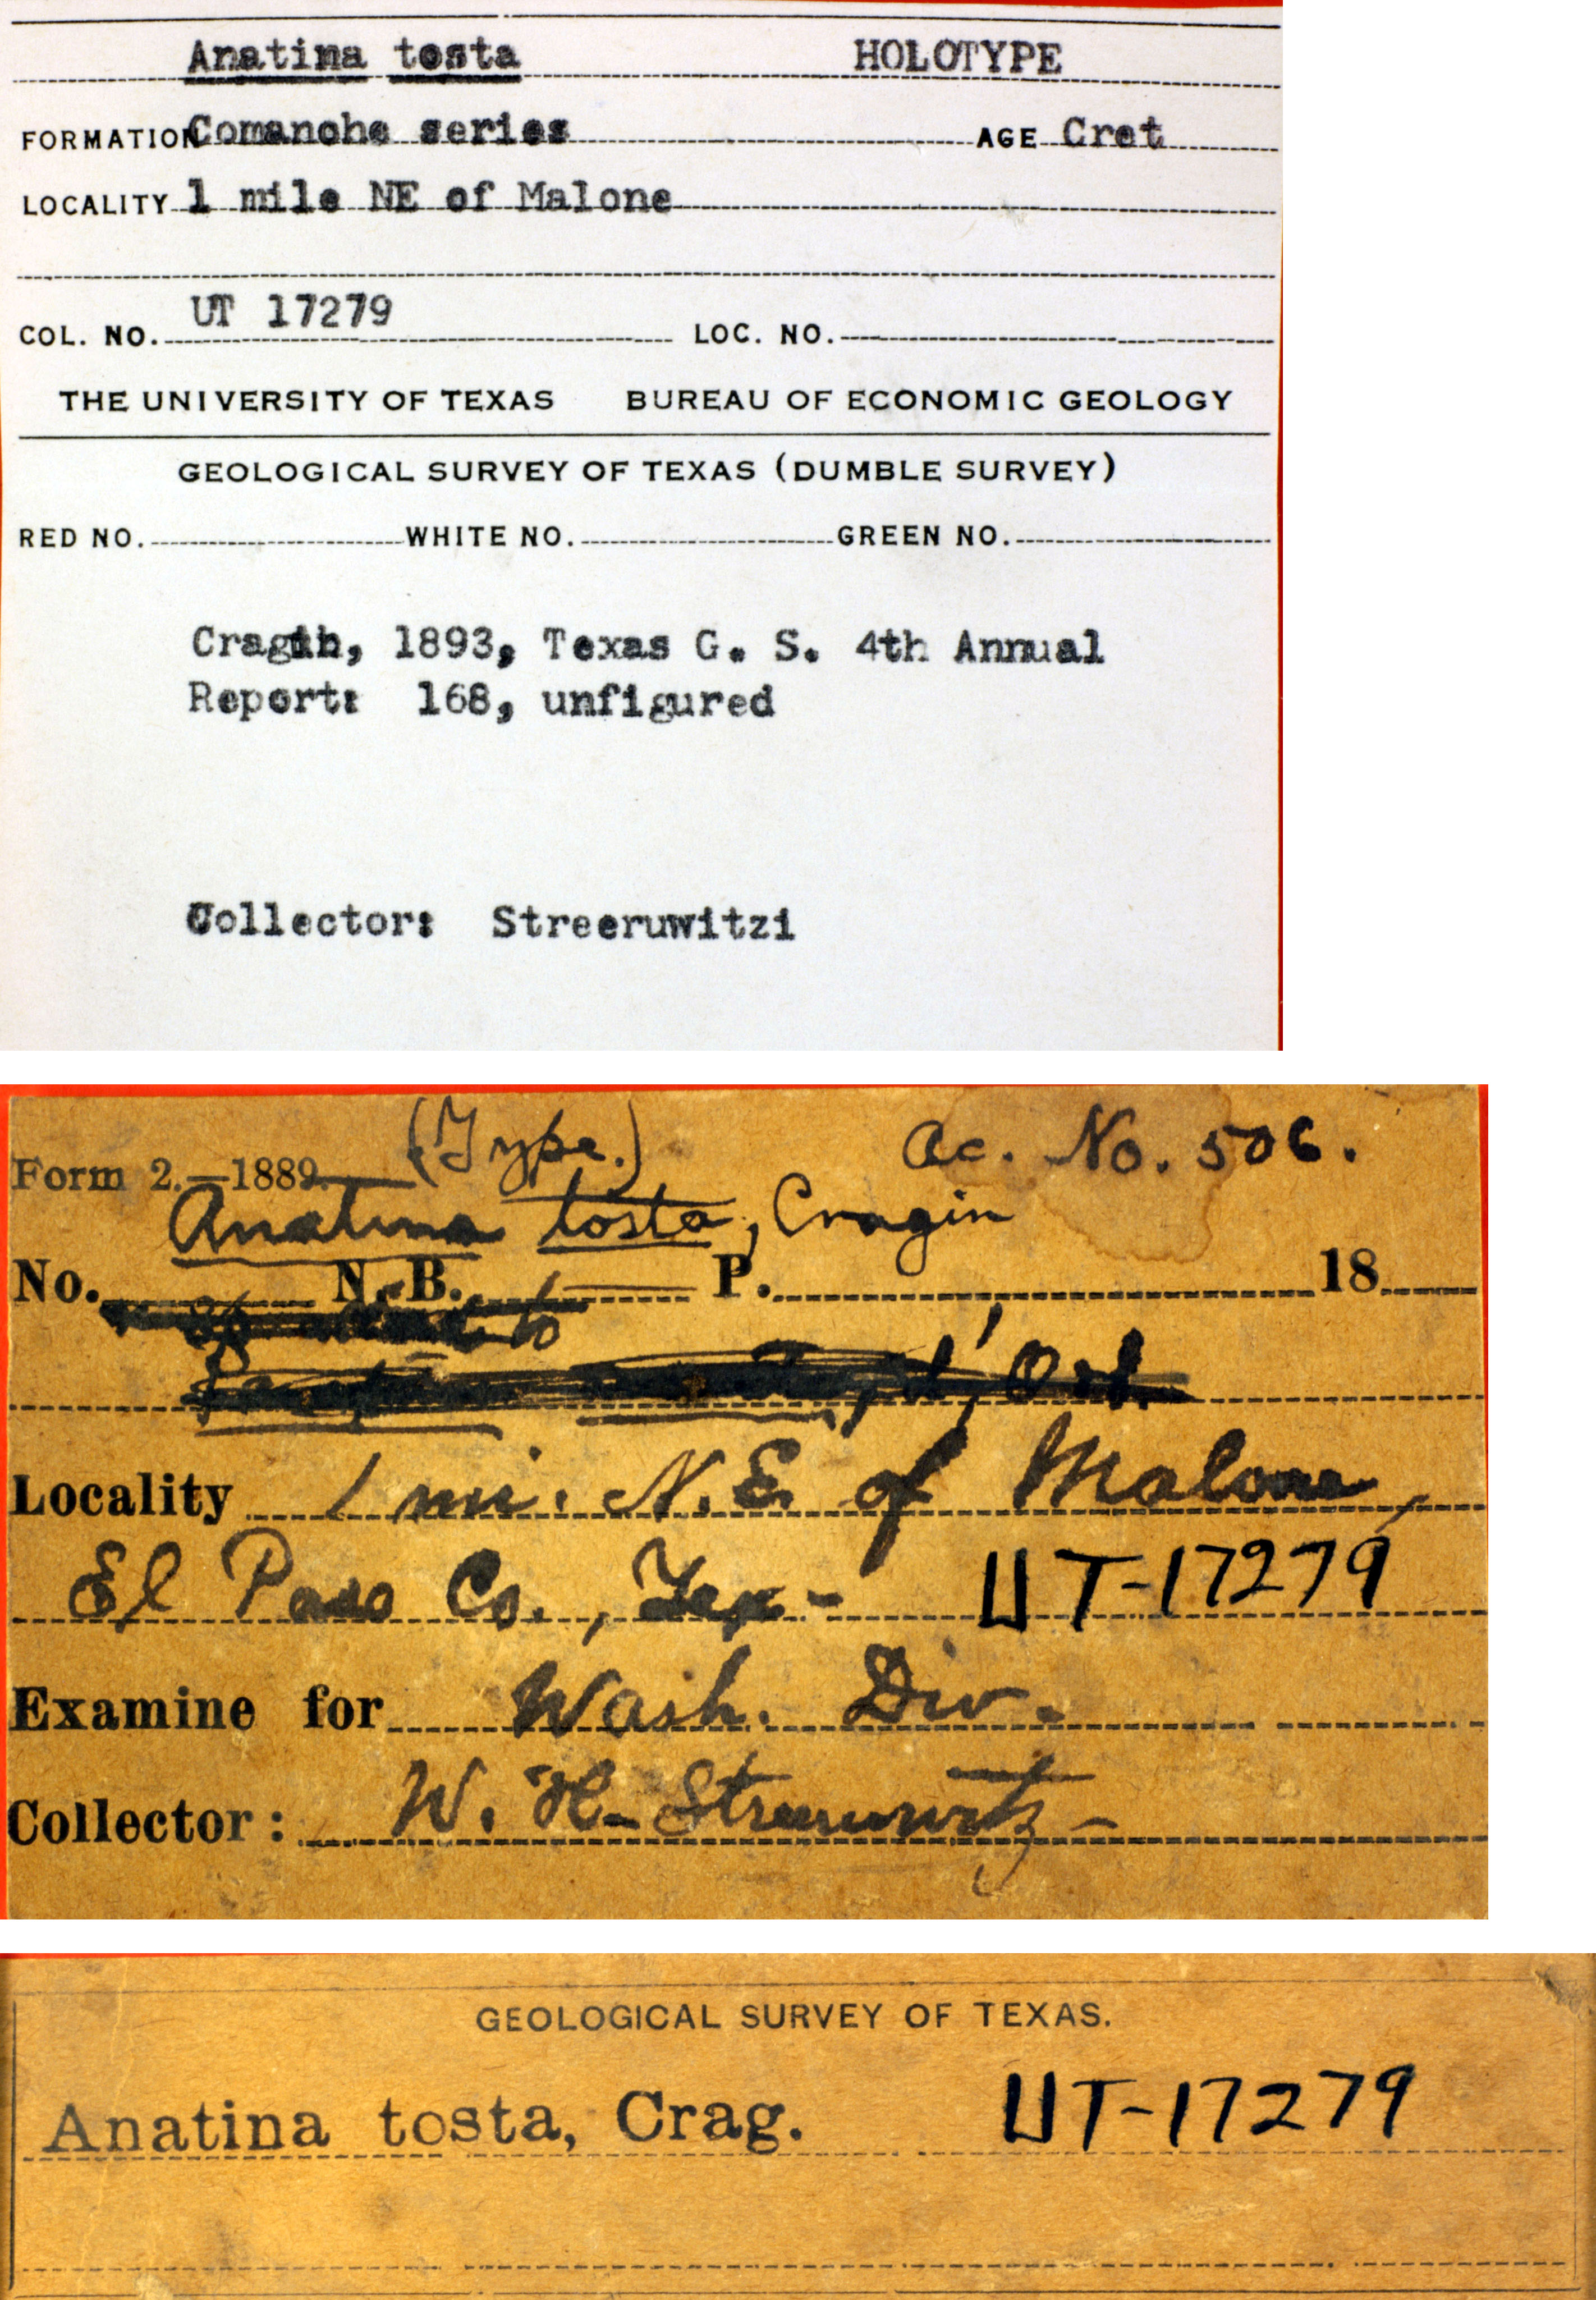 Anatina tosta HOLOTYPE
FORMATION Comanche series AGE Cret
LOCALITY 1 mile NE of Malone
COL. NO. UT 17279 LOC. NO.
THE UNIVERSITY OF TEXAS BUREAU OF ECONOMIC GEOLOGY
GEOLOGICAL SURVEY OF TEXAS (DUMBLE SURVEY)
RED NO. WHITE NO. GREEN NO.
Cragin, 1893, Texas G. S. 4th Annual
Report: 168, unfigured
Collector: Streeruwitzi
(Type.) Ac. No. 506.
Form 2.—1889.
Anatina tosta, Cragin
No. N. B. P. 18
d'Orb.
Locality 1 mi. N.E. of Malone,
El Paso Co., Tex- UT-17279
Examine for Wash. Div.
Collector: W. H. Streeruwitz-
GEOLOGICAL SURVEY OF TEXAS.
Anatina tosta, Crag. UT-17279